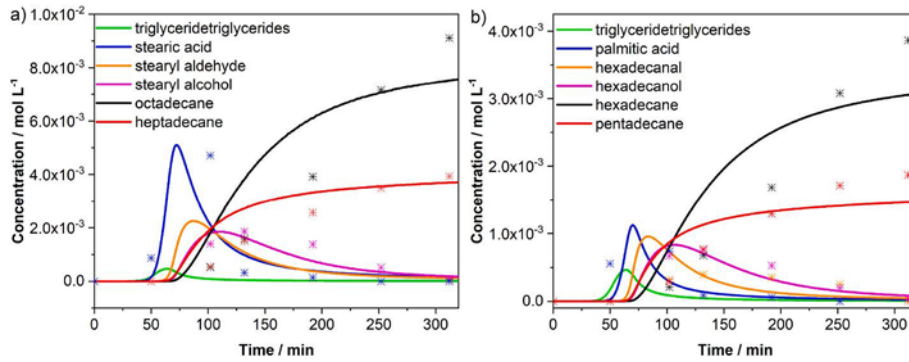 a)
triglyceridetriglycerides
stearic acid
stearyl aldehyde
stearyl alcohol
octadecane
heptadecane
Concentration / mol L⁻¹
1.0x10⁻²
8.0x10⁻³
6.0x10⁻³
4.0x10⁻³
2.0x10⁻³
0.0
0 50 100 150 200 250 300
Time / min
b)
triglyceridetriglycerides
palmitic acid
hexadecanal
hexadecanol
hexadecane
pentadecane
Concentration / mol L⁻¹
4.0x10⁻³
3.0x10⁻³
2.0x10⁻³
1.0x10⁻³
0.0
0 50 100 150 200 250 300
Time / min